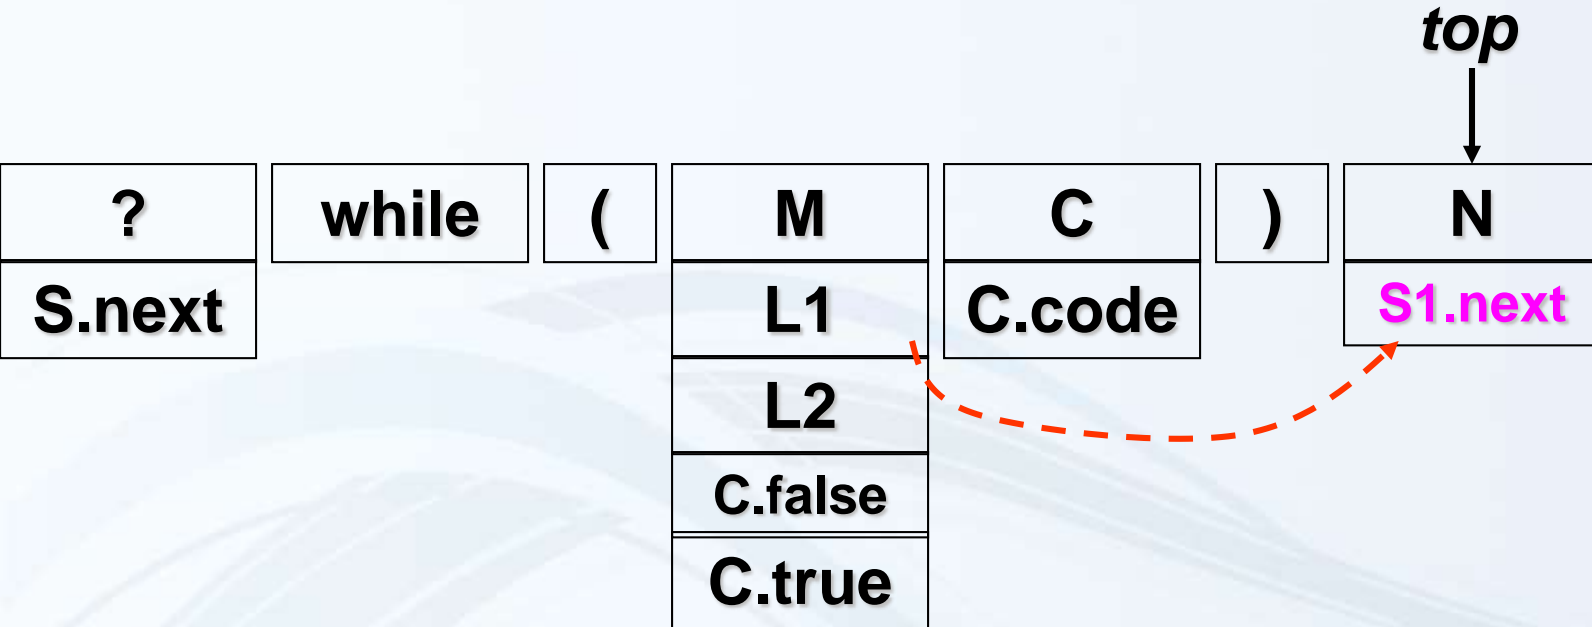 top
? while ( M C ) N
S.next L1 C.code S1.next
L2
C.false
C.true